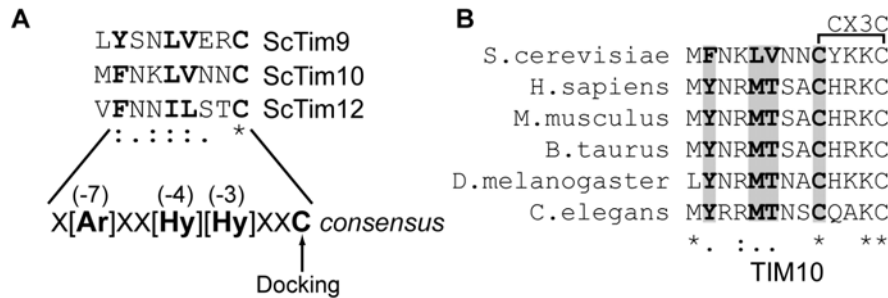 A
LYSNLVERC ScTim9
MFNKLVNNC ScTim10
VFNNILSTC ScTim12
:.:::. *
(-7) (-4) (-3)
X[Ar]XX[Hy][Hy]XXC consensus
Docking
B
CX3C
S.cerevisiae MFNKLVNNCYKKC
H.sapiens MYNRMTSACHRKC
M.musculus MYNRMTSACHRKC
B.taurus MYNRMTSACHRKC
D.melanogaster LYNRMTNACHKKC
C.elegans MYRRMTNSCQAKC
*. :.. * **
TIM10